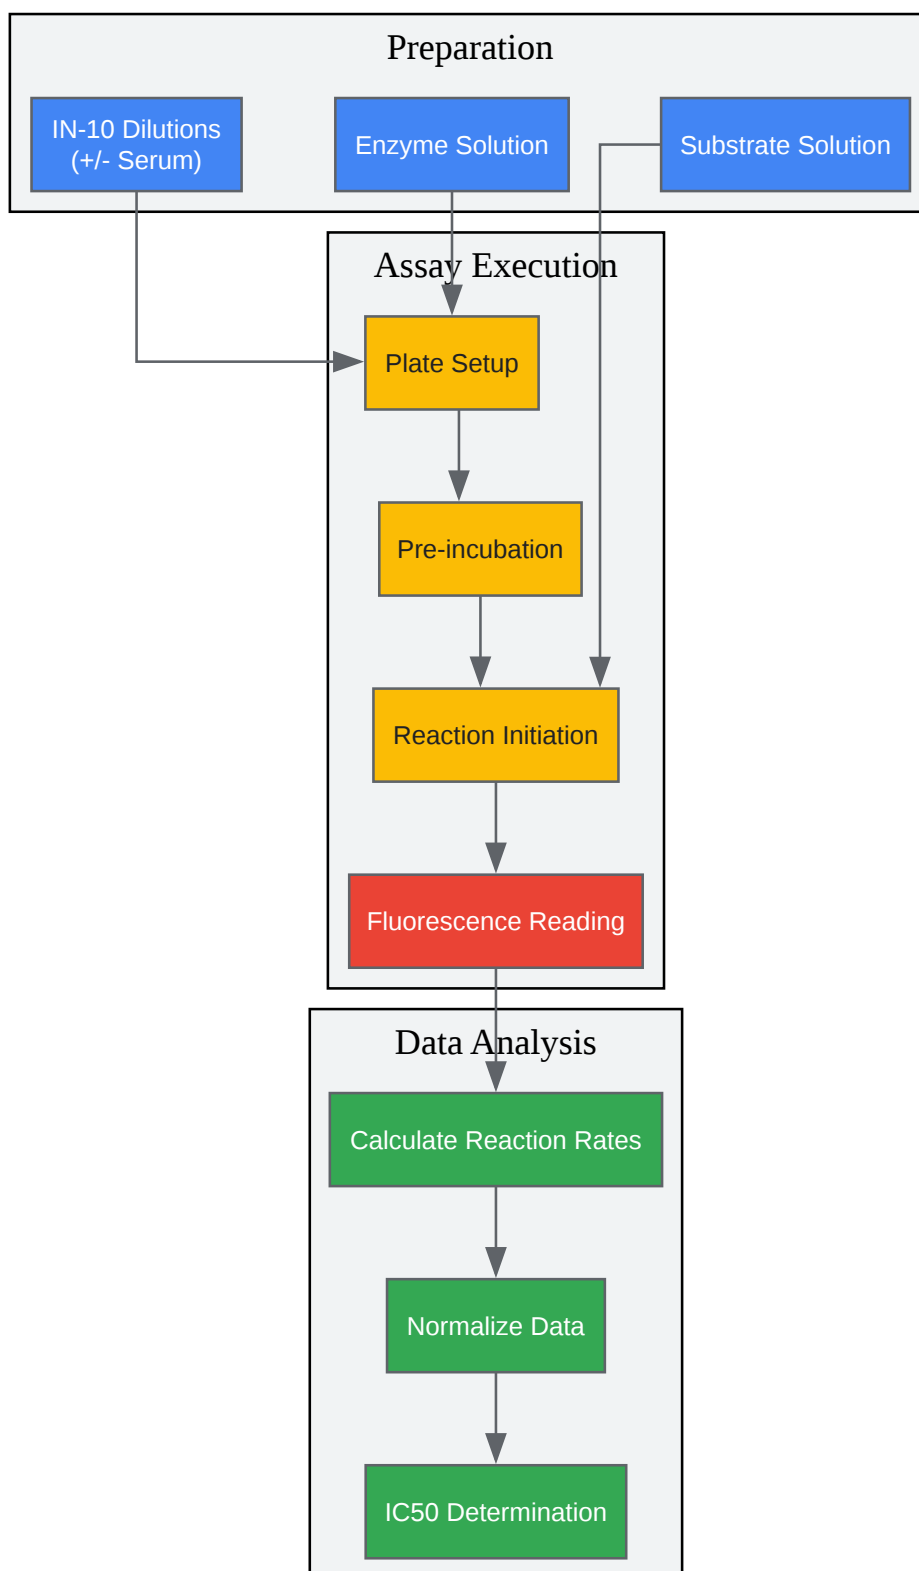 Preparation
IN-10 Dilutions
(+/- Serum)
Enzyme Solution
Substrate Solution
Assay Execution
Plate Setup
Pre-incubation
Reaction Initiation
Fluorescence Reading
Data Analysis
Calculate Reaction Rates
Normalize Data
IC50 Determination